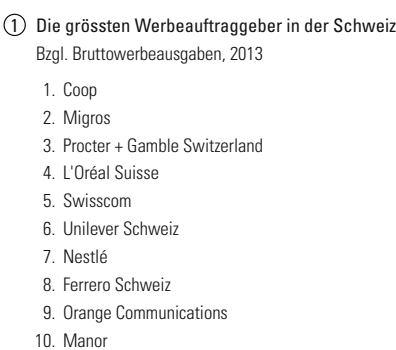 ① Die grössten Werbeauftraggeber in der Schweiz
Bzgl. Bruttowerbeausgaben, 2013
1. Coop
2. Migros
3. Procter + Gamble Switzerland
4. L'Oréal Suisse
5. Swisscom
6. Unilever Schweiz
7. Nestlé
8. Ferrero Schweiz
9. Orange Communications
10. Manor